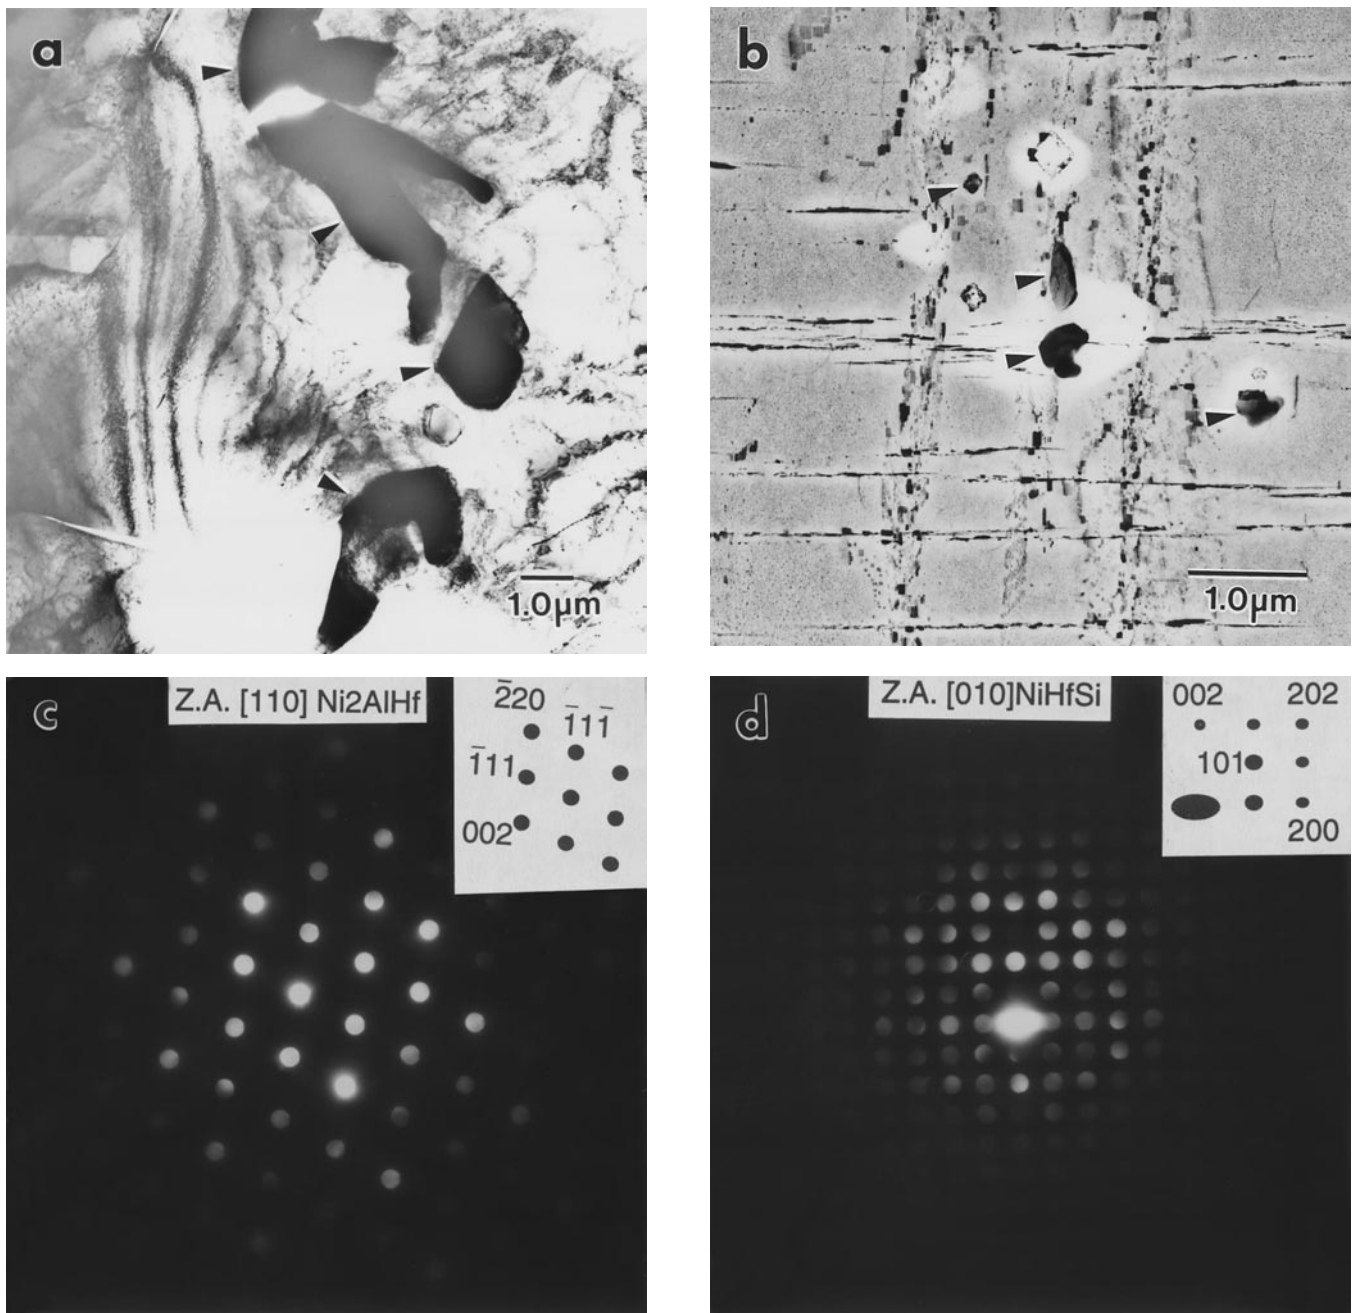 a
b
1.0μm
1.0μm
c
Z.A. [110] Ni2AlHf
2̅20
1̅11̅
1̅11
002
d
Z.A. [010]NiHfSi
002 202
101
200